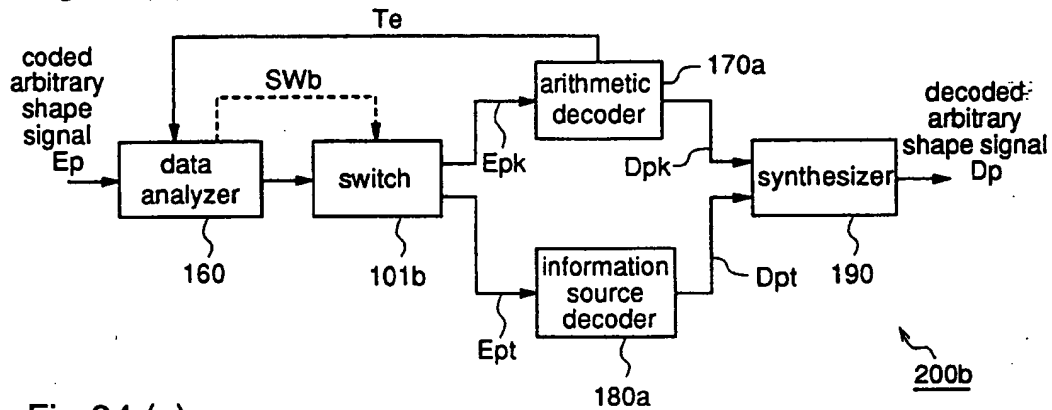 Te
coded
arbitrary
shape
signal
Ep
SWb
data
analyzer
160
switch
101b
Epk
Ept
arithmetic
decoder
170a
information
source
decoder
180a
Dpk
Dpt
synthesizer
190
decoded
arbitrary
shape signal
Dp
200b